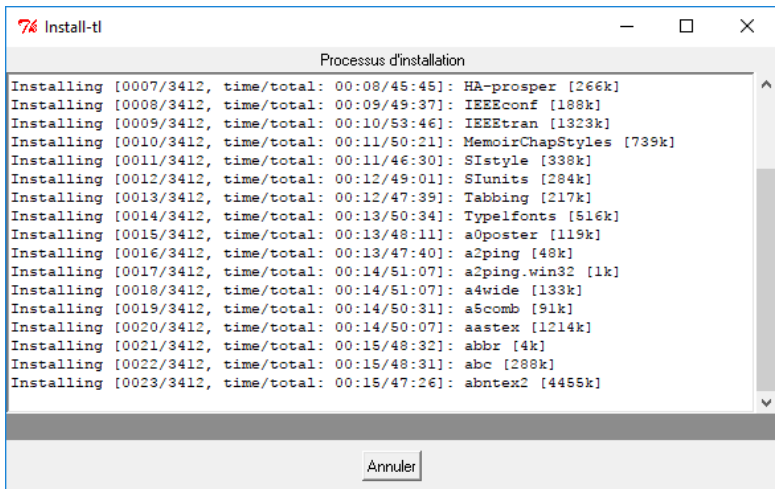 Install-tl
Processus d'installation
Installing [0007/3412, time/total: 00:08/45:45]: HA-prosper [266k]
Installing [0008/3412, time/total: 00:09/49:37]: IEEEconf [188k]
Installing [0009/3412, time/total: 00:10/53:46]: IEEEtran [1323k]
Installing [0010/3412, time/total: 00:11/50:21]: MemoirChapStyles [739k]
Installing [0011/3412, time/total: 00:11/46:30]: SIstyle [338k]
Installing [0012/3412, time/total: 00:12/49:01]: SIunits [284k]
Installing [0013/3412, time/total: 00:12/47:39]: Tabbing [217k]
Installing [0014/3412, time/total: 00:13/50:34]: Type1fonts [516k]
Installing [0015/3412, time/total: 00:13/48:11]: a0poster [119k]
Installing [0016/3412, time/total: 00:13/47:40]: a2ping [48k]
Installing [0017/3412, time/total: 00:14/51:07]: a2ping.win32 [1k]
Installing [0018/3412, time/total: 00:14/51:07]: a4wide [133k]
Installing [0019/3412, time/total: 00:14/50:31]: a5comb [91k]
Installing [0020/3412, time/total: 00:14/50:07]: aastex [1214k]
Installing [0021/3412, time/total: 00:15/48:32]: abbr [4k]
Installing [0022/3412, time/total: 00:15/48:31]: abc [288k]
Installing [0023/3412, time/total: 00:15/47:26]: abntex2 [4455k]
Annuler